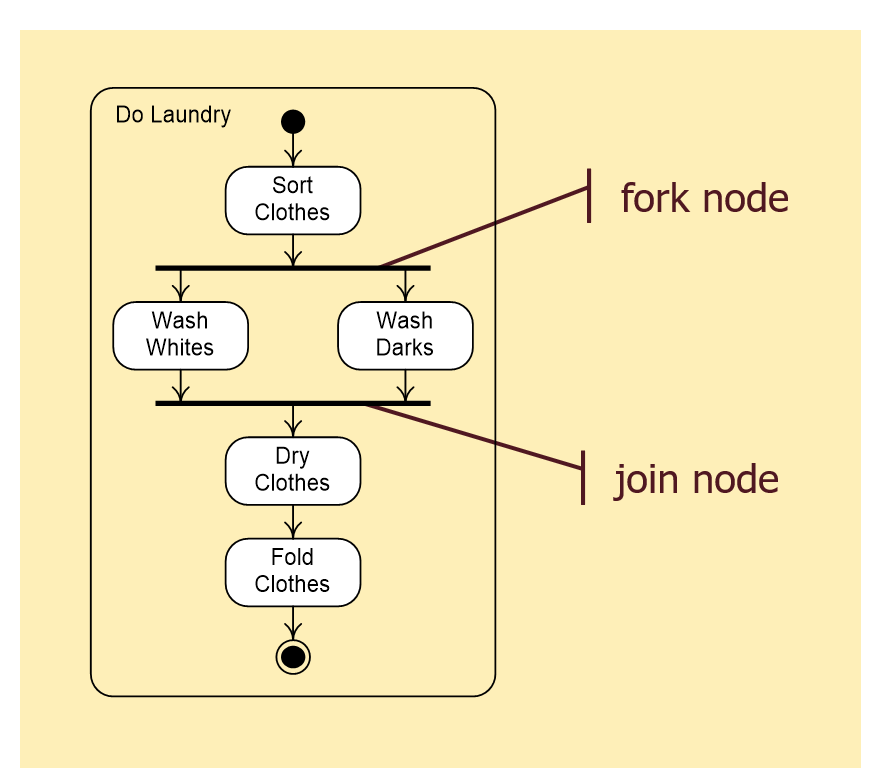 Do Laundry
Sort
Clothes
fork node
Wash
Whites
Wash
Darks
Dry
Clothes
join node
Fold
Clothes